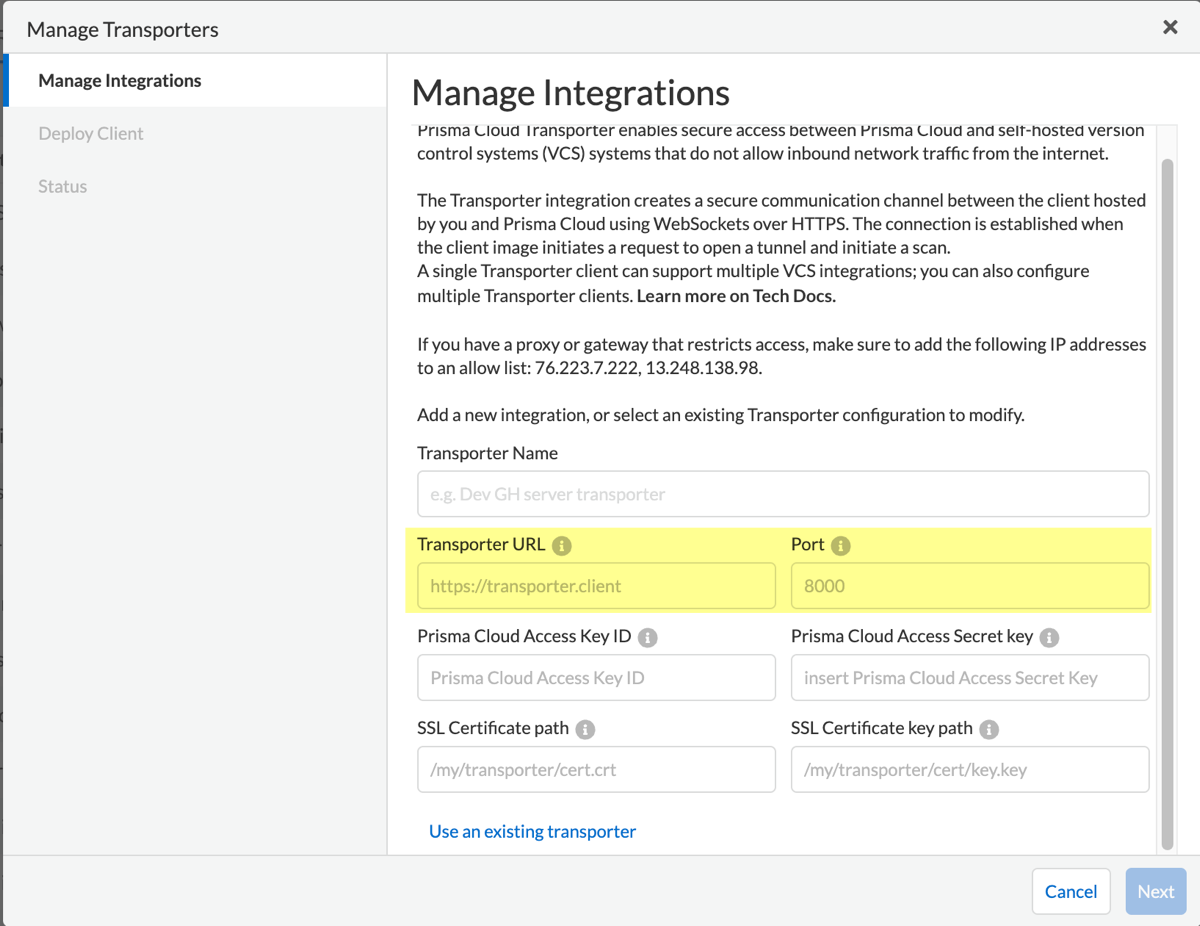 Manage Transporters
Manage Integrations
Deploy Client
Status
Manage Integrations
Prisma Cloud Transporter enables secure access between Prisma Cloud and self-hosted version
control systems (VCS) systems that do not allow inbound network traffic from the internet.
The Transporter integration creates a secure communication channel between the client hosted
by you and Prisma Cloud using WebSockets over HTTPS. The connection is established when
the client image initiates a request to open a tunnel and initiate a scan.
A single Transporter client can support multiple VCS integrations; you can also configure
multiple Transporter clients. Learn more on Tech Docs.
If you have a proxy or gateway that restricts access, make sure to add the following IP addresses
to an allow list: 76.223.7.222, 13.248.138.98.
Add a new integration, or select an existing Transporter configuration to modify.
Transporter Name
e.g. Dev GH server transporter
Transporter URL Port
https://transporter.client 8000
Prisma Cloud Access Key ID Prisma Cloud Access Secret key
Prisma Cloud Access Key ID insert Prisma Cloud Access Secret Key
SSL Certificate path SSL Certificate key path
/my/transporter/cert.crt /my/transporter/cert/key.key
Use an existing transporter
Cancel Next